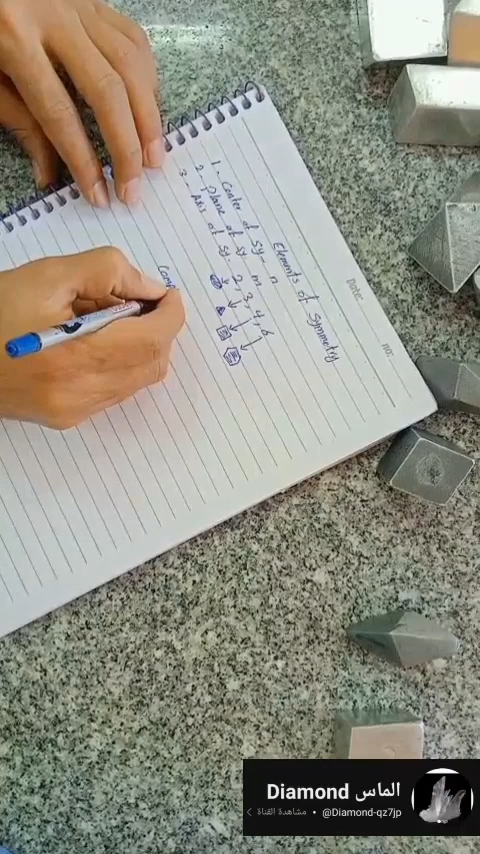 Date:
no:
Elements of Symmetry
1- Center of Sy n
2- Plane of Sy m
3- Axis of Sy 2, 3, 4, 6
Comp
Diamond الماس
مشاهدة القناة • @Diamond-qz7jp